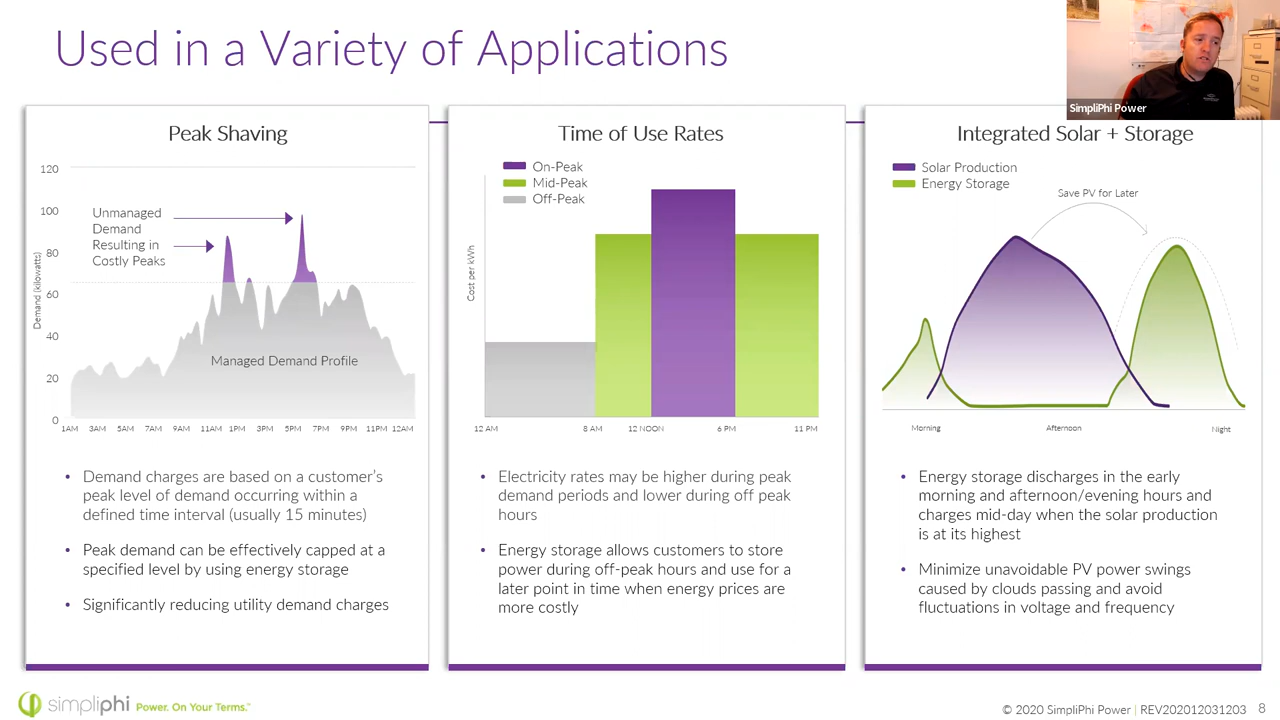 Used in a Variety of Applications
SimpliPhi Power
Peak Shaving
120
100
80
60
40
20
0
Demand (kilowatts)
Unmanaged
Demand
Resulting in
Costly Peaks
Managed Demand Profile
1AM 3AM 5AM 7AM 9AM 11AM 1PM 3PM 5PM 7PM 9PM 11PM 12AM
• Demand charges are based on a customer's
peak level of demand occurring within a
defined time interval (usually 15 minutes)
• Peak demand can be effectively capped at a
specified level by using energy storage
• Significantly reducing utility demand charges
Time of Use Rates
On-Peak
Mid-Peak
Off-Peak
Cost per kWh
12 AM 8 AM 12 NOON 6 PM 11 PM
• Electricity rates may be higher during peak
demand periods and lower during off peak
hours
• Energy storage allows customers to store
power during off-peak hours and use for a
later point in time when energy prices are
more costly
Integrated Solar + Storage
Solar Production
Energy Storage
Save PV for Later
Morning Afternoon Night
• Energy storage discharges in the early
morning and afternoon/evening hours and
charges mid-day when the solar production
is at its highest
• Minimize unavoidable PV power swings
caused by clouds passing and avoid
fluctuations in voltage and frequency
simpliphi Power. On Your Terms.™
© 2020 SimpliPhi Power | REV202012031203 8